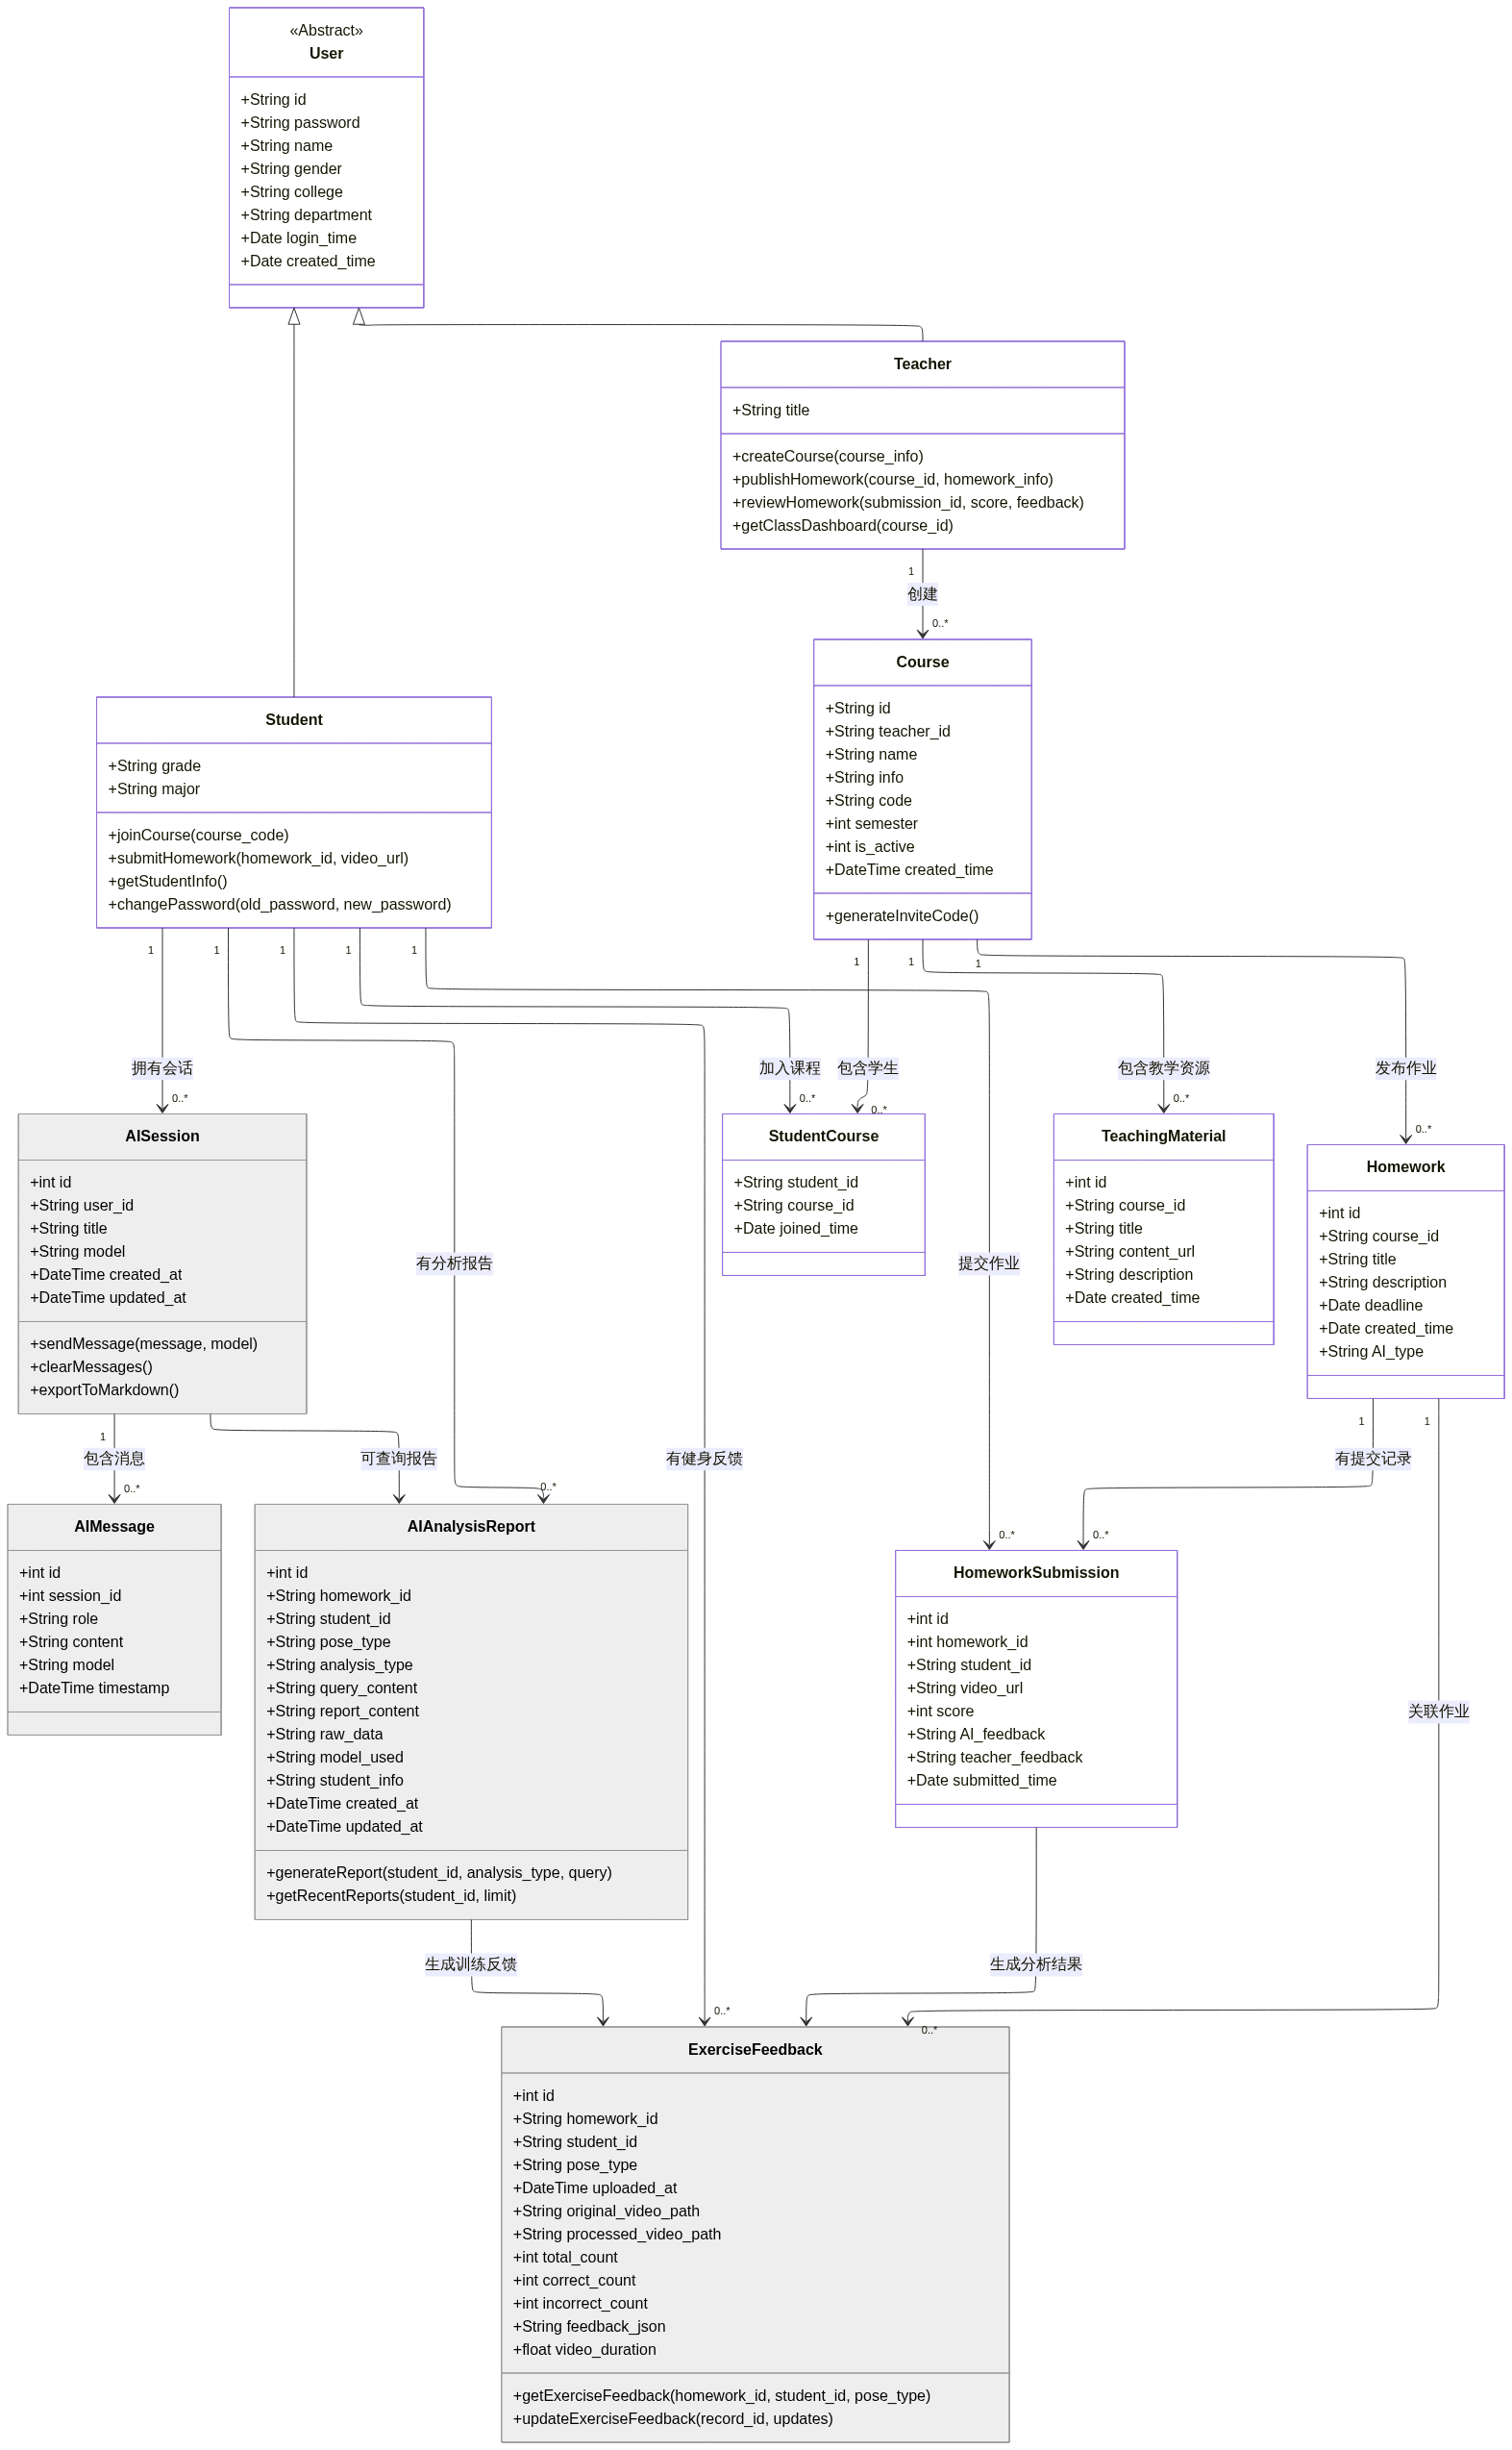 «Abstract»
User
+String id
+String password
+String name
+String gender
+String college
+String department
+Date login_time
+Date created_time
Teacher
+String title
+createCourse(course_info)
+publishHomework(course_id, homework_info)
+reviewHomework(submission_id, score, feedback)
+getClassDashboard(course_id)
1
创建
0..*
Course
+String id
+String teacher_id
+String name
+String info
+String code
+int semester
+int is_active
+DateTime created_time
+generateInviteCode()
Student
+String grade
+String major
+joinCourse(course_code)
+submitHomework(homework_id, video_url)
+getStudentInfo()
+changePassword(old_password, new_password)
1
1
1
1
1
1
1
1
拥有会话
加入课程
包含学生
包含教学资源
发布作业
0..*
0..*
0..*
0..*
0..*
AISession
+int id
+String user_id
+String title
+String model
+DateTime created_at
+DateTime updated_at
+sendMessage(message, model)
+clearMessages()
+exportToMarkdown()
有分析报告
StudentCourse
+String student_id
+String course_id
+Date joined_time
提交作业
TeachingMaterial
+int id
+String course_id
+String title
+String content_url
+String description
+Date created_time
Homework
+int id
+String course_id
+String title
+String description
+Date deadline
+Date created_time
+String AI_type
1
1
1
包含消息
可查询报告
有健身反馈
有提交记录
0..*
0..*
0..*
0..*
AIMessage
+int id
+int session_id
+String role
+String content
+String model
+DateTime timestamp
AIAnalysisReport
+int id
+String homework_id
+String student_id
+String pose_type
+String analysis_type
+String query_content
+String report_content
+String raw_data
+String model_used
+String student_info
+DateTime created_at
+DateTime updated_at
+generateReport(student_id, analysis_type, query)
+getRecentReports(student_id, limit)
HomeworkSubmission
+int id
+int homework_id
+String student_id
+String video_url
+int score
+String AI_feedback
+String teacher_feedback
+Date submitted_time
关联作业
生成训练反馈
生成分析结果
0..*
0..*
ExerciseFeedback
+int id
+String homework_id
+String student_id
+String pose_type
+DateTime uploaded_at
+String original_video_path
+String processed_video_path
+int total_count
+int correct_count
+int incorrect_count
+String feedback_json
+float video_duration
+getExerciseFeedback(homework_id, student_id, pose_type)
+updateExerciseFeedback(record_id, updates)